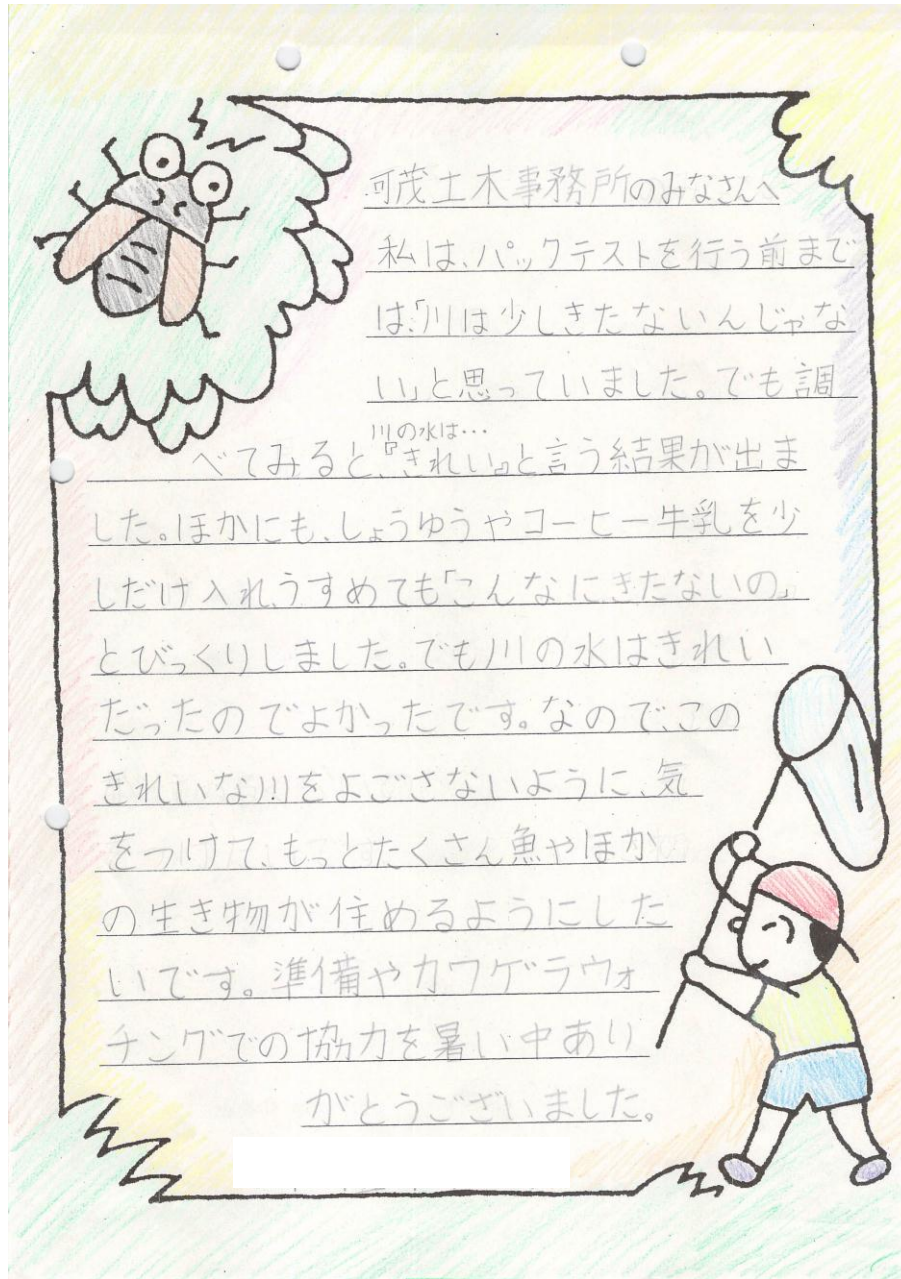 可茂土木事務所のみなさんへ
私は、パックテストを行う前まで
は、「川は少しきたないんじゃな
い」と思っていました。でも調
川の水は…
べてみると、『きれい』と言う結果が出ま
した。ほかにも、しょうゆうやコーヒー牛乳を少
しだけ入れ、うすめても「こんなにきたないの」
とびっくりしました。でも川の水はきれい
だったのでよかったです。なので、この
きれいな川をよごさないように、気
をつけて、もっとたくさん魚やほか
の生き物が住めるようにした
いです。準備やカワゲラウォ
チングでの協力を暑い中あり
がとうございました。